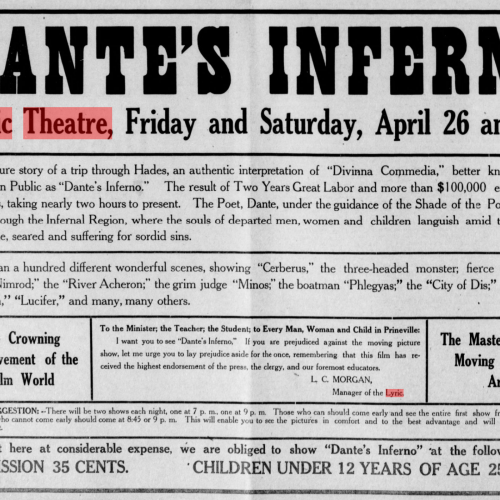 ANTE'S INFERN
ic Theatre, Friday and Saturday, April 26 an
ure story of a trip through Hades, an authentic interpretation of "Divinna Commedia," better kn
n Public as "Dante's Inferno." The result of Two Years Great Labor and more than $100,000 e
s, taking nearly two hours to present. The Poet, Dante, under the guidance of the Shade of the Po
ough the Infernal Region, where the souls of departed men, women and children languish amid t
e, seared and suffering for sordid sins.
an a hundred different wonderful scenes, showing "Cerberus," the three-headed monster; fierce
Nimrod;" the "River Acheron;" the grim judge "Minos;" the boatman "Phlegyas;" the "City of Dis;"
," "Lucifer," and many, many others.
Crowning
vement of the
lm World
To the Minister; the Teacher; the Student; to Every Man, Woman and Child in Prineville:
I want you to see "Dante's Inferno," If you are prejudiced against the moving picture
show, let me urge you to lay prejudice aside for the once, remembering that this film has re-
ceived the highest endorsement of the press, the clergy, and our foremost educators.
L. C. MORGAN,
Manager of the Lyric.
The Maste
Moving
Ar
GGESTION:--There will be two shows each night, one at 7 p. m., one at 9 p. m. Those who can should come early and see the entire first show fr
who cannot come early should come at 8:45 or 9 p. m. This will enable you to see the pictures in comfort and to the best advantage and will
t here at considerable expense, we are obliged to show "Dante's Inferno" at the follow
SSION 35 CENTS. CHILDREN UNDER 12 YEARS OF AGE 25